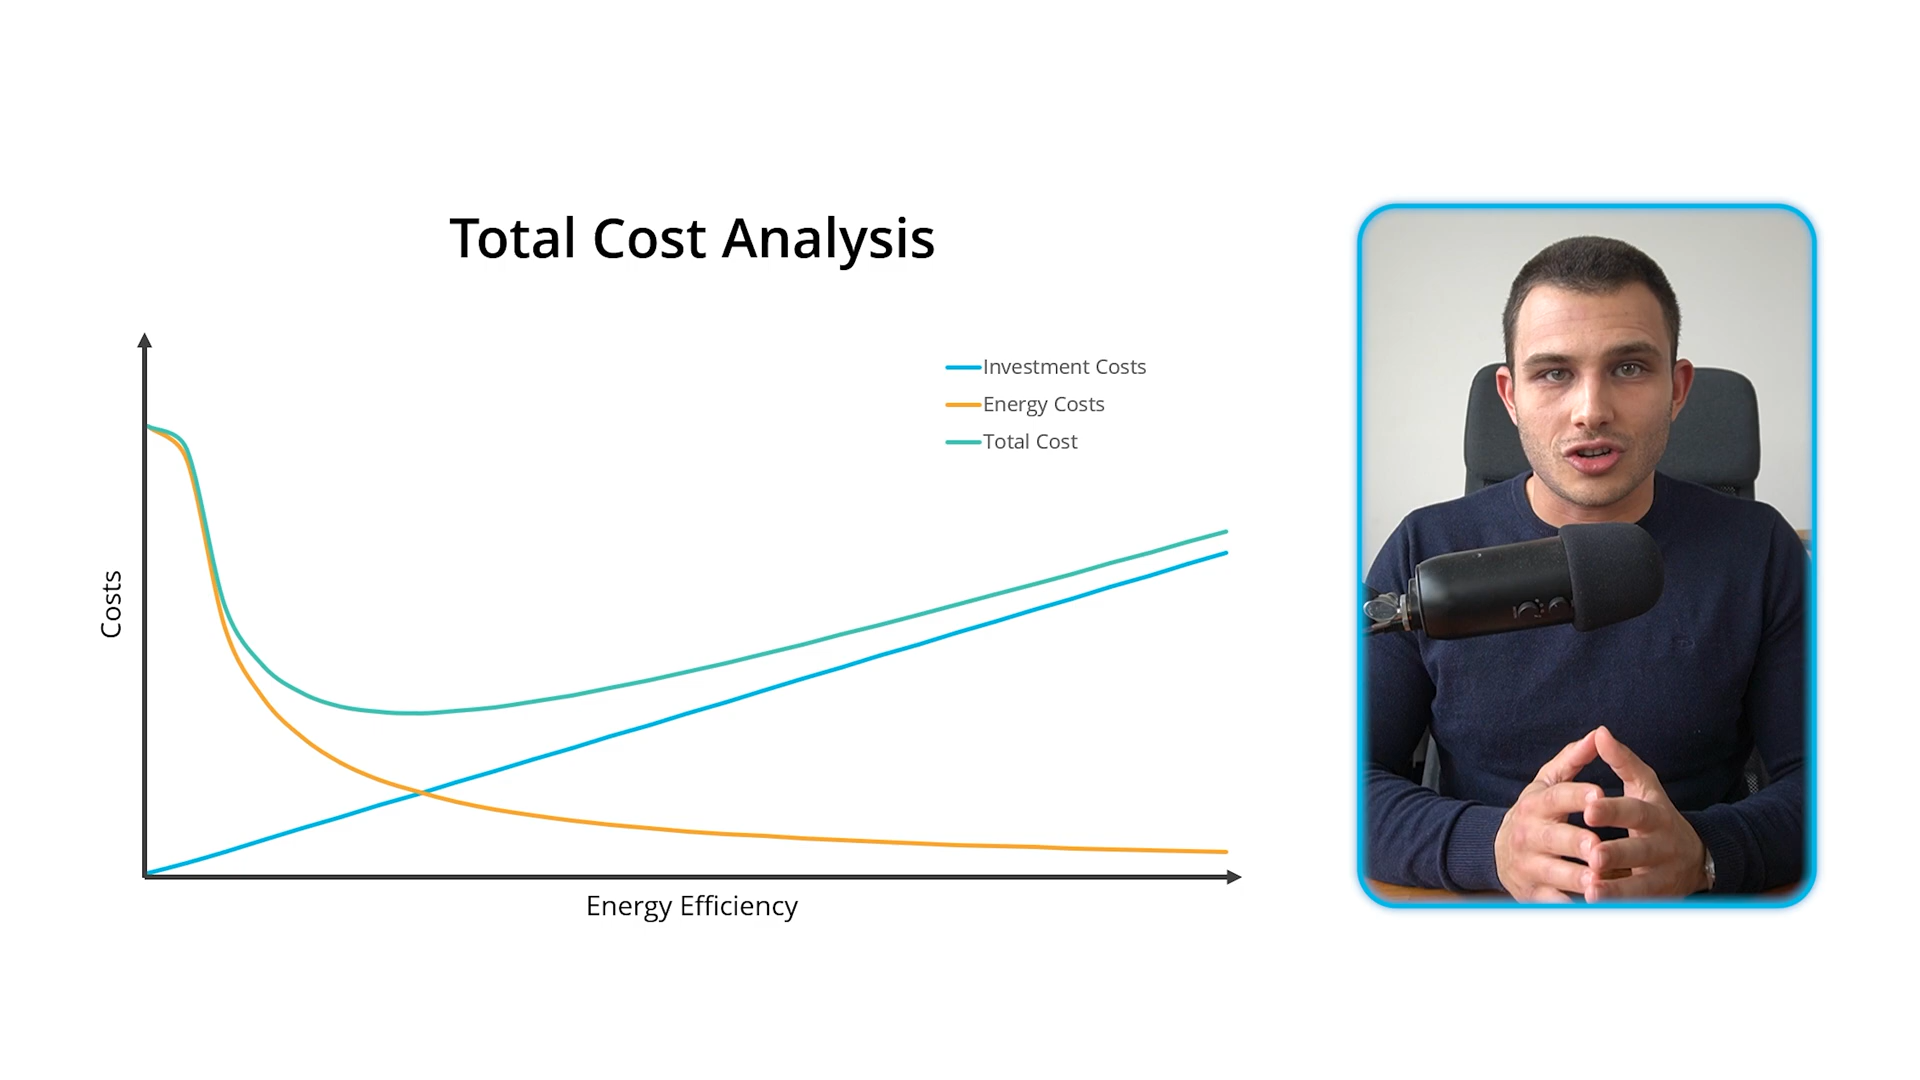 Total Cost Analysis
Investment Costs
Energy Costs
Total Cost
Costs
Energy Efficiency